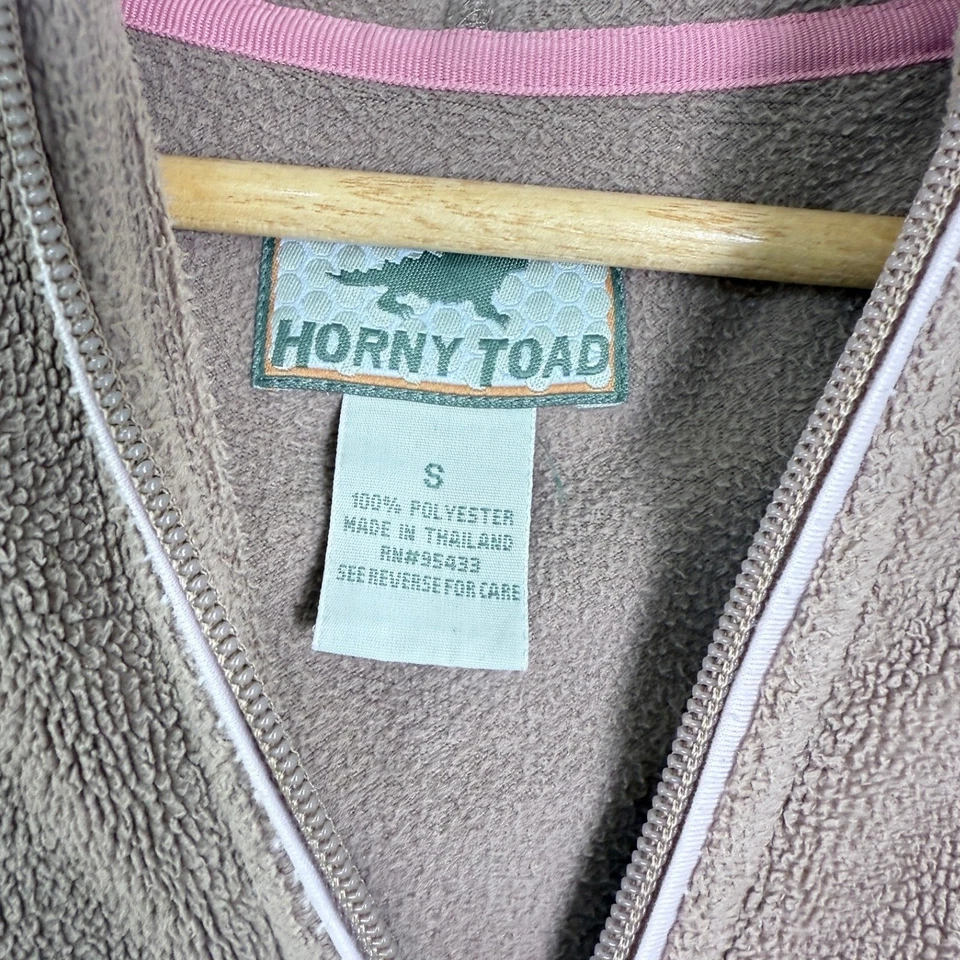 HORNY TOAD
S
100% POLYESTER
MADE IN THAILAND
RN#95433
SEE REVERSE FOR CARE